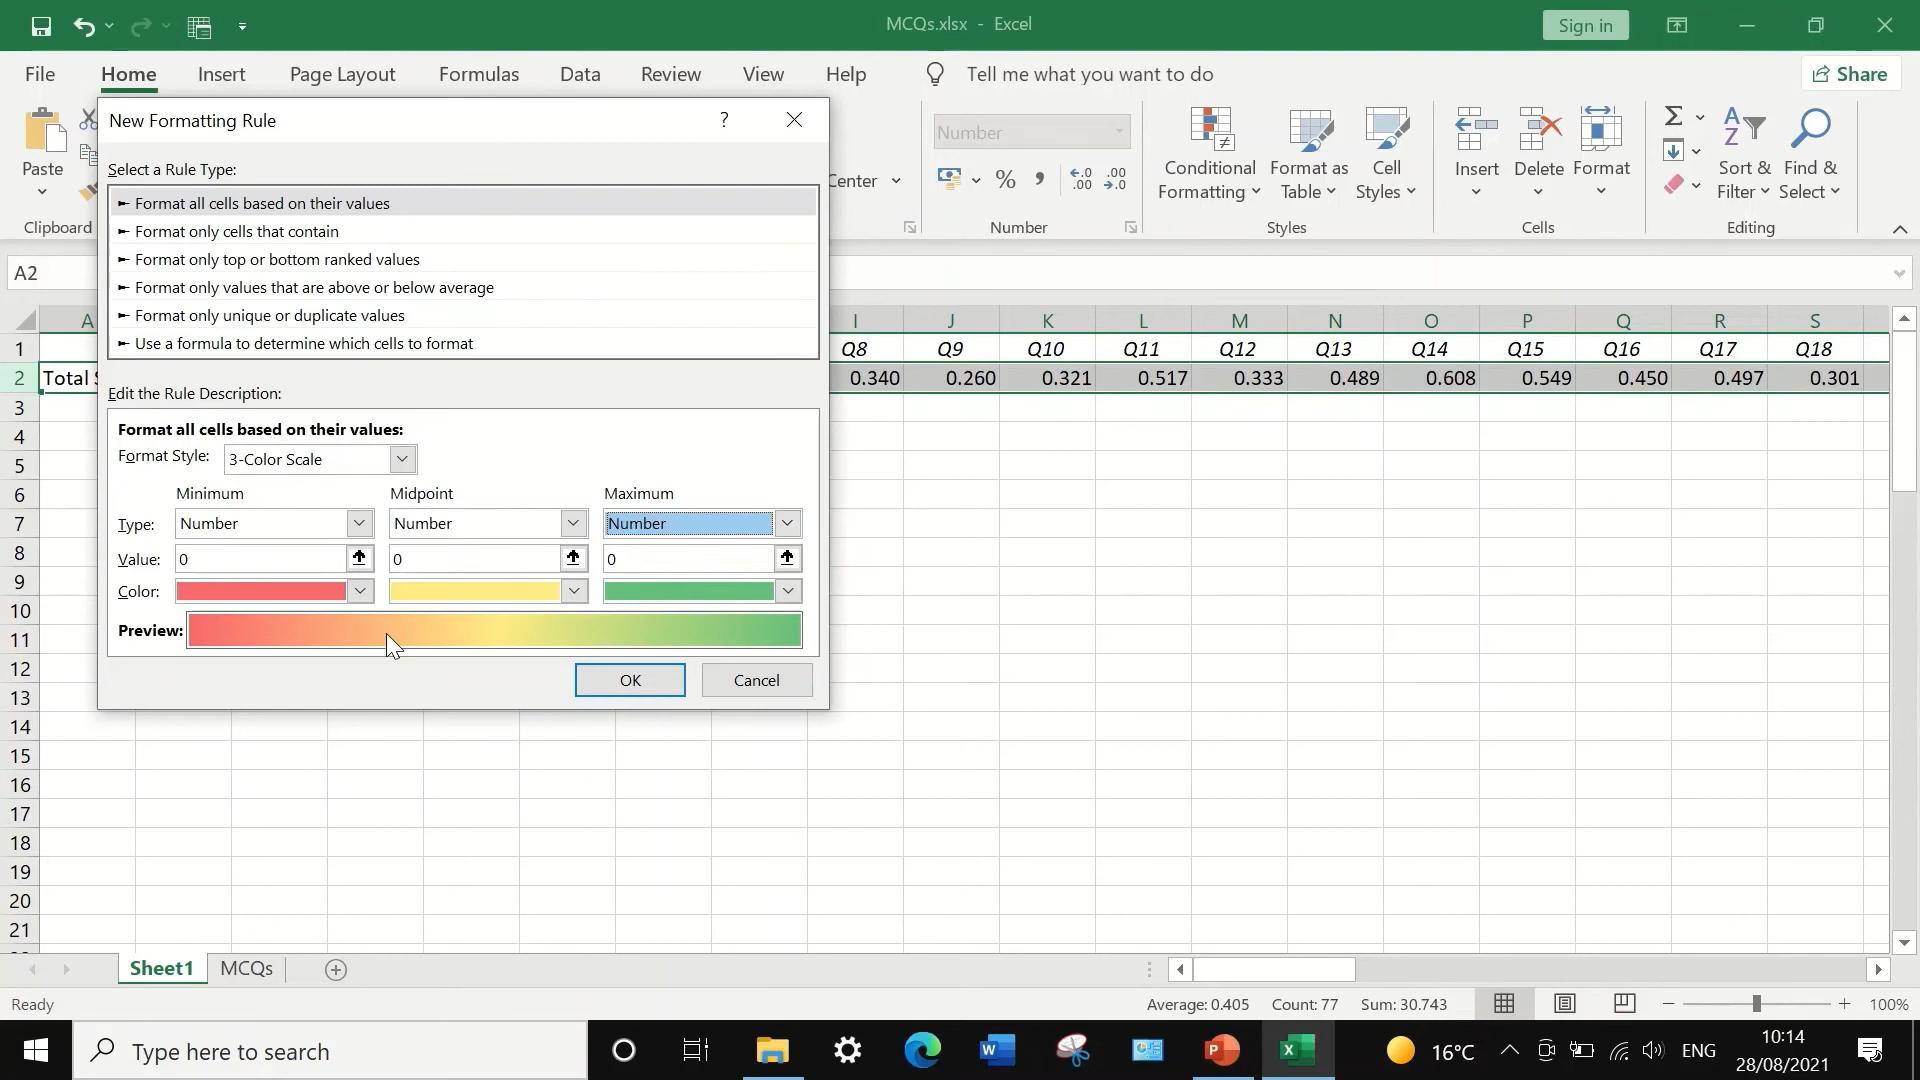 MCQs.xlsx - Excel
Sign in
File Home Insert Page Layout Formulas Data Review View Help Tell me what you want to do Share
New Formatting Rule ?
Select a Rule Type:
Format all cells based on their values
Format only cells that contain
Format only top or bottom ranked values
Format only values that are above or below average
Format only unique or duplicate values
Use a formula to determine which cells to format
Edit the Rule Description:
Format all cells based on their values:
Format Style: 3-Color Scale
Minimum Midpoint Maximum
Type: Number Number Number
Value: 0 0 0
Color:
Preview:
OK Cancel
Paste
Clipboard
Center
Number
% , .00 .00
Number
Conditional Formatting
Format as Table
Cell Styles
Styles
Insert Delete Format
Cells
Sort & Filter
Find & Select
Editing
A2
A I J K L M N O P Q R S
1 Q8 Q9 Q10 Q11 Q12 Q13 Q14 Q15 Q16 Q17 Q18
2 Total 0.340 0.260 0.321 0.517 0.333 0.489 0.608 0.549 0.450 0.497 0.301
3
4
5
6
7
8
9
10
11
12
13
14
15
16
17
18
19
20
21
Sheet1 MCQs
Ready
Average: 0.405 Count: 77 Sum: 30.743
100%
Type here to search
16°C
ENG
10:14
28/08/2021